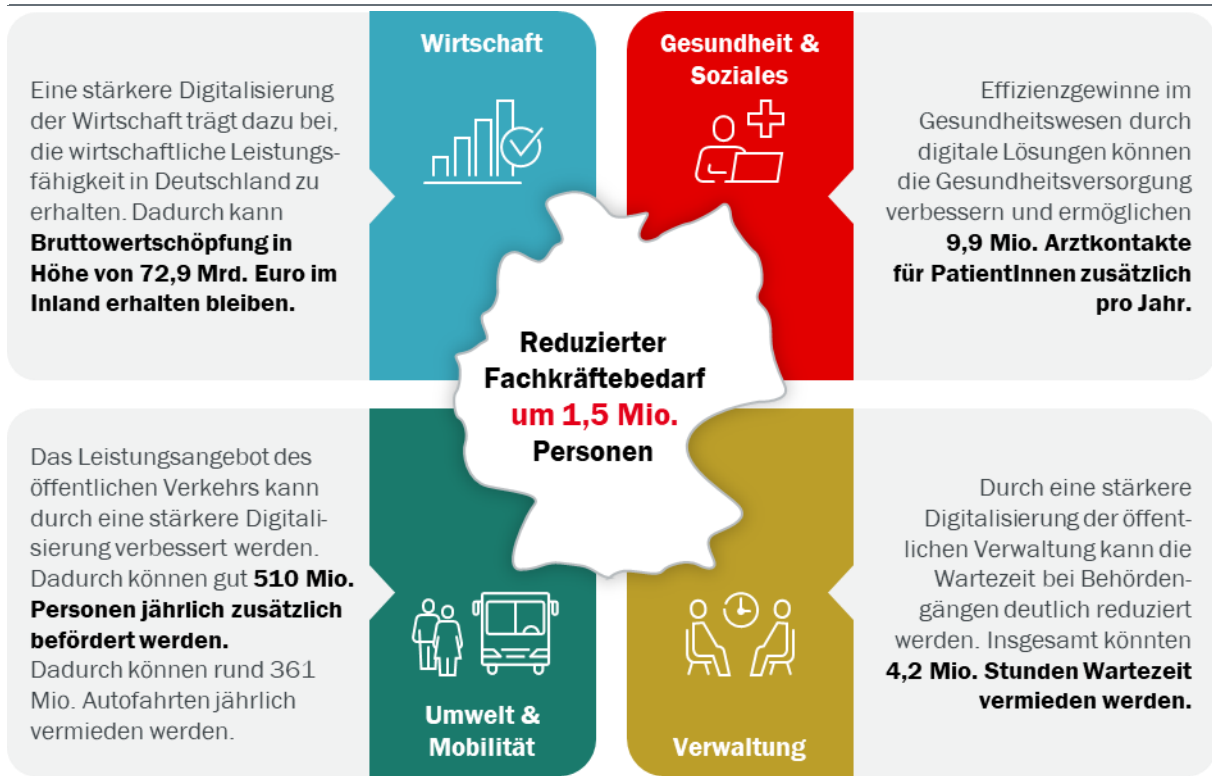 Wirtschaft
Eine stärkere Digitalisierung
der Wirtschaft trägt dazu bei,
die wirtschaftliche Leistungs-
fähigkeit in Deutschland zu
erhalten. Dadurch kann
Bruttowertschöpfung in
Höhe von 72,9 Mrd. Euro im
Inland erhalten bleiben.
Gesundheit &
Soziales
Effizienzgewinne im
Gesundheitswesen durch
digitale Lösungen können
die Gesundheitsversorgung
verbessern und ermöglichen
9,9 Mio. Arztkontakte
für PatientInnen zusätzlich
pro Jahr.
Reduzierter
Fachkräftebedarf
um 1,5 Mio.
Personen
Das Leistungsangebot des
öffentlichen Verkehrs kann
durch eine stärkere Digitali-
sierung verbessert werden.
Dadurch können gut 510 Mio.
Personen jährlich zusätzlich
befördert werden.
Dadurch können rund 361
Mio. Autofahrten jährlich
vermieden werden.
Umwelt &
Mobilität
Durch eine stärkere
Digitalisierung der öffent-
lichen Verwaltung kann die
Wartezeit bei Behörden-
gängen deutlich reduziert
werden. Insgesamt könnten
4,2 Mio. Stunden Wartezeit
vermieden werden.
Verwaltung